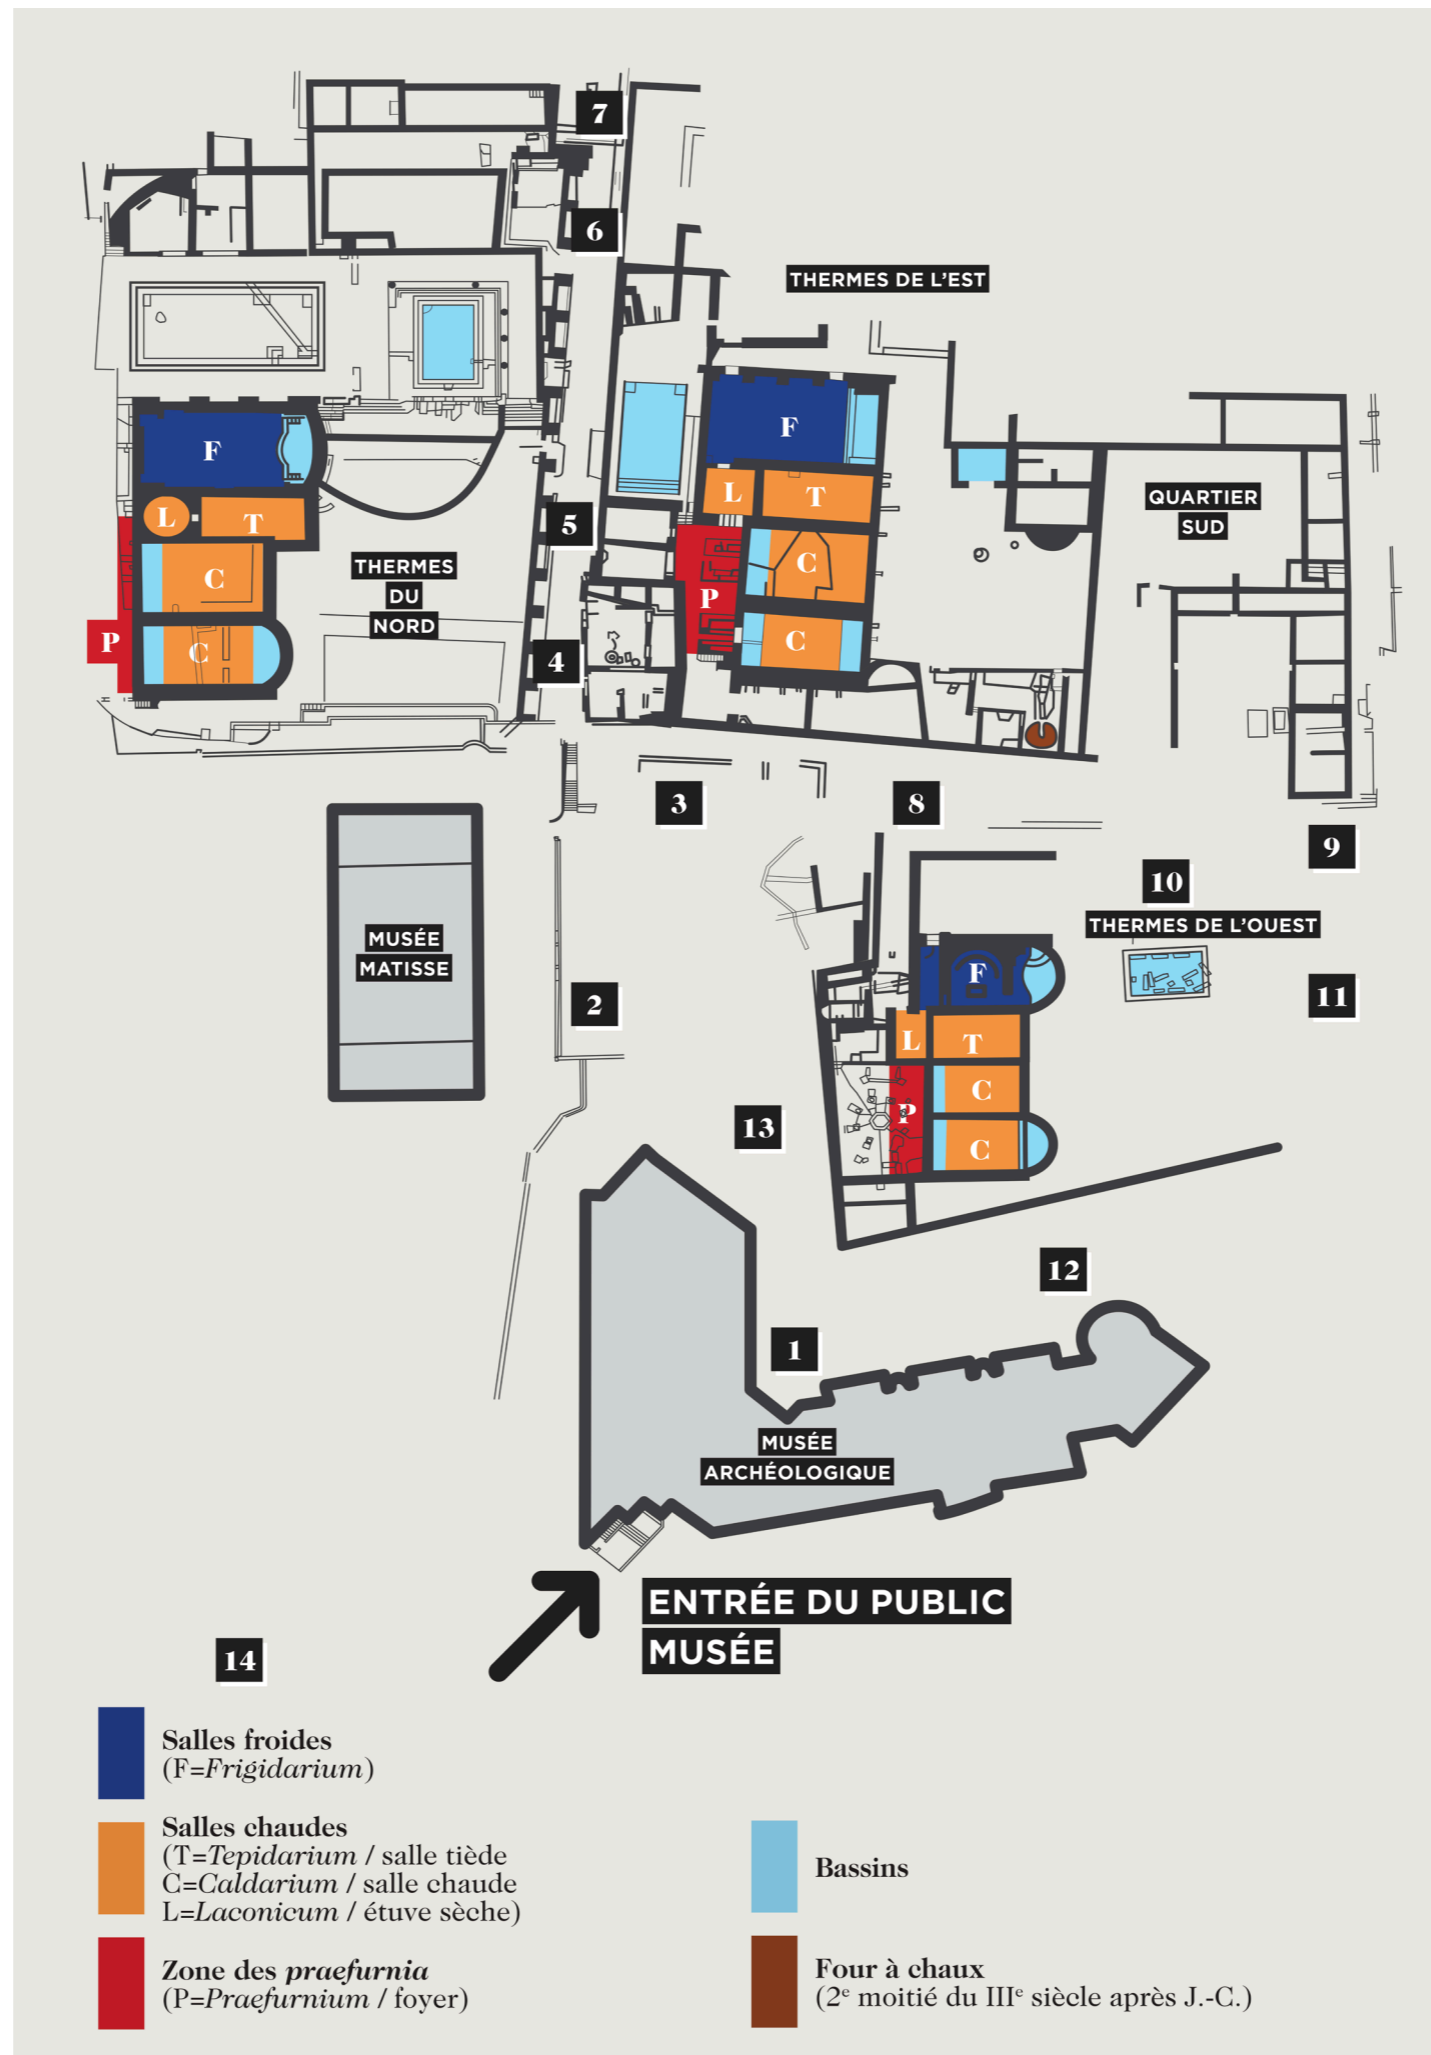 7
6
THERMES DE L'EST
F
F
L
T
QUARTIER
SUD
L
T
5
THERMES
DU
NORD
C
C
P
P
C
C
4
3
8
9
10
THERMES DE L'OUEST
MUSÉE
MATISSE
F
2
11
L
T
C
P
13
C
12
1
MUSÉE
ARCHÉOLOGIQUE
ENTRÉE DU PUBLIC
MUSÉE
14
Salles froides
(F=Frigidarium)
Salles chaudes
(T=Tepidarium / salle tiède
C=Caldarium / salle chaude
L=Laconicum / étuve sèche)
Zone des praefurnia
(P=Praefurnium / foyer)
Bassins
Four à chaux
(2e moitié du IIIe siècle après J.-C.)